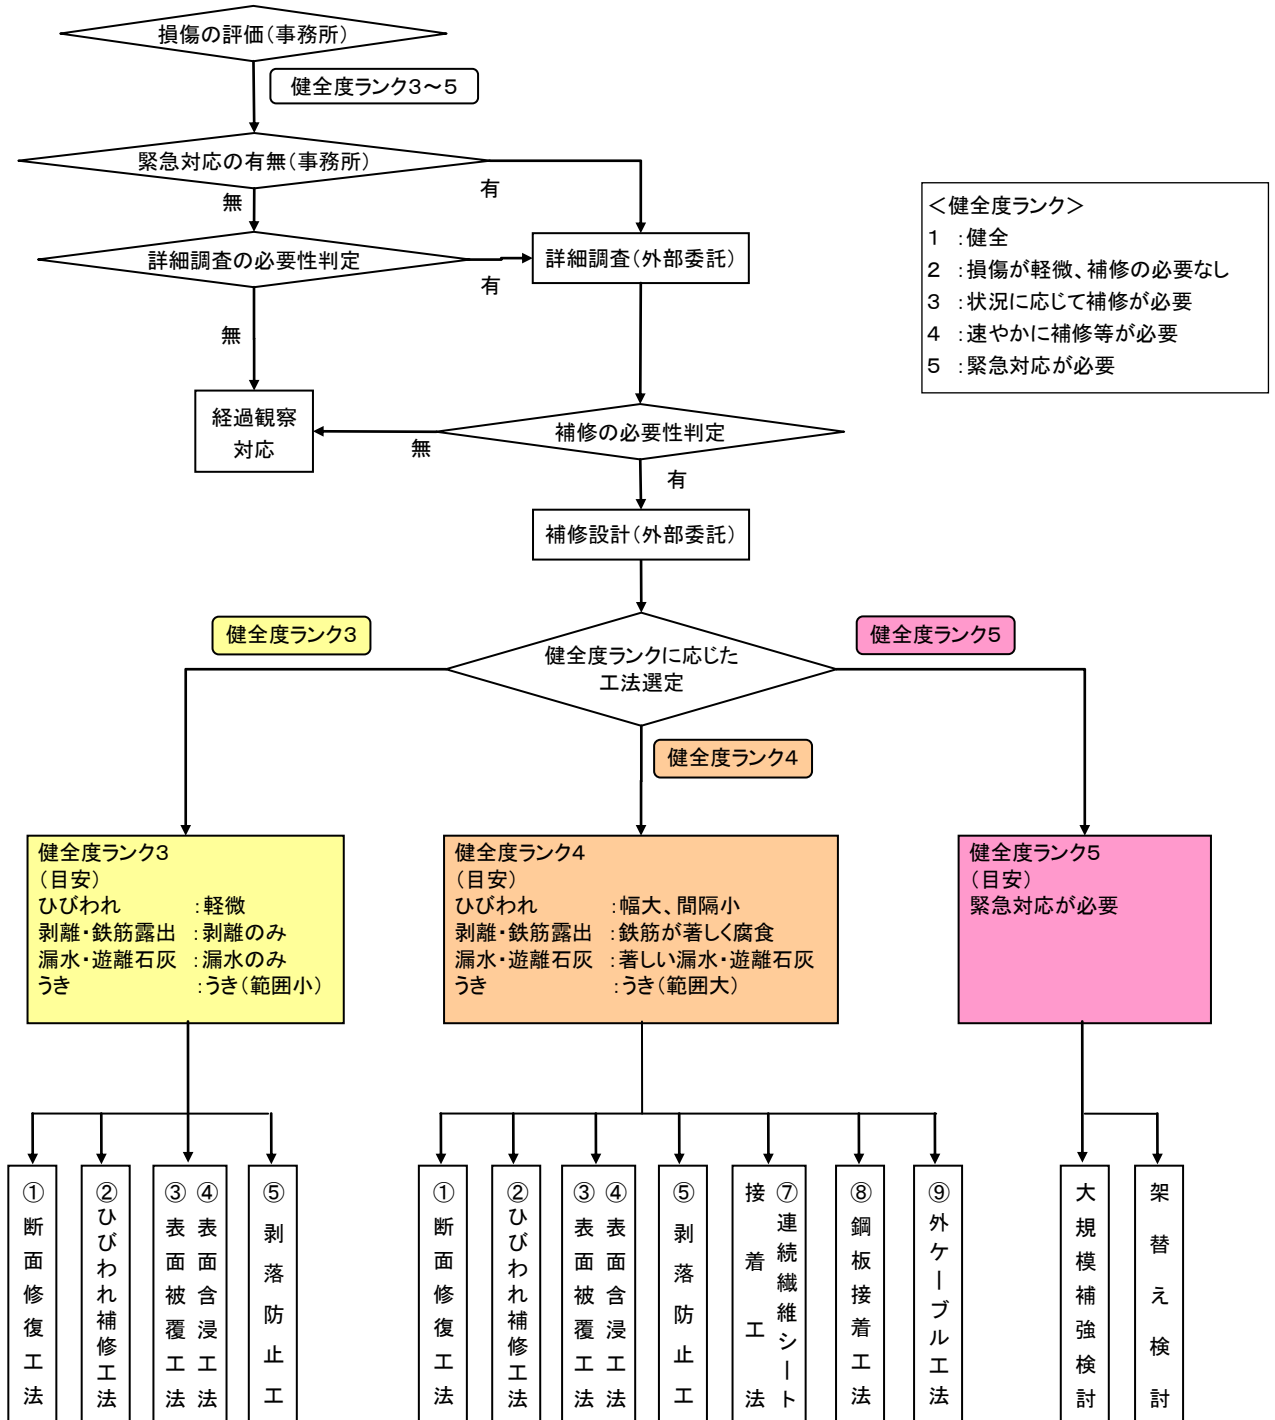 損傷の評価(事務所)
健全度ランク3～5
緊急対応の有無(事務所)
有
無
詳細調査の必要性判定
有
詳細調査(外部委託)
無
<健全度ランク>
1 :健全
2 :損傷が軽微、補修の必要なし
3 :状況に応じて補修が必要
4 :速やかに補修等が必要
5 :緊急対応が必要
経過観察
対応
補修の必要性判定
無
有
補修設計(外部委託)
健全度ランク3
健全度ランク5
健全度ランクに応じた
工法選定
健全度ランク4
健全度ランク3
(目安)
ひびわれ :軽微
剥離・鉄筋露出 :剥離のみ
漏水・遊離石灰 :漏水のみ
うき :うき(範囲小)
健全度ランク4
(目安)
ひびわれ :幅大、間隔小
剥離・鉄筋露出 :鉄筋が著しく腐食
漏水・遊離石灰 :著しい漏水・遊離石灰
うき :うき(範囲大)
健全度ランク5
(目安)
緊急対応が必要
①断面修復工法
②ひびわれ補修工法
④表面含浸工法
③表面被覆工法
⑤剥落防止工
①断面修復工法
②ひびわれ補修工法
④表面含浸工法
③表面被覆工法
⑤剥落防止工
⑦連続繊維シート
接着工法
⑧鋼板接着工法
⑨外ケーブル工法
大規模補強検討
架替え検討